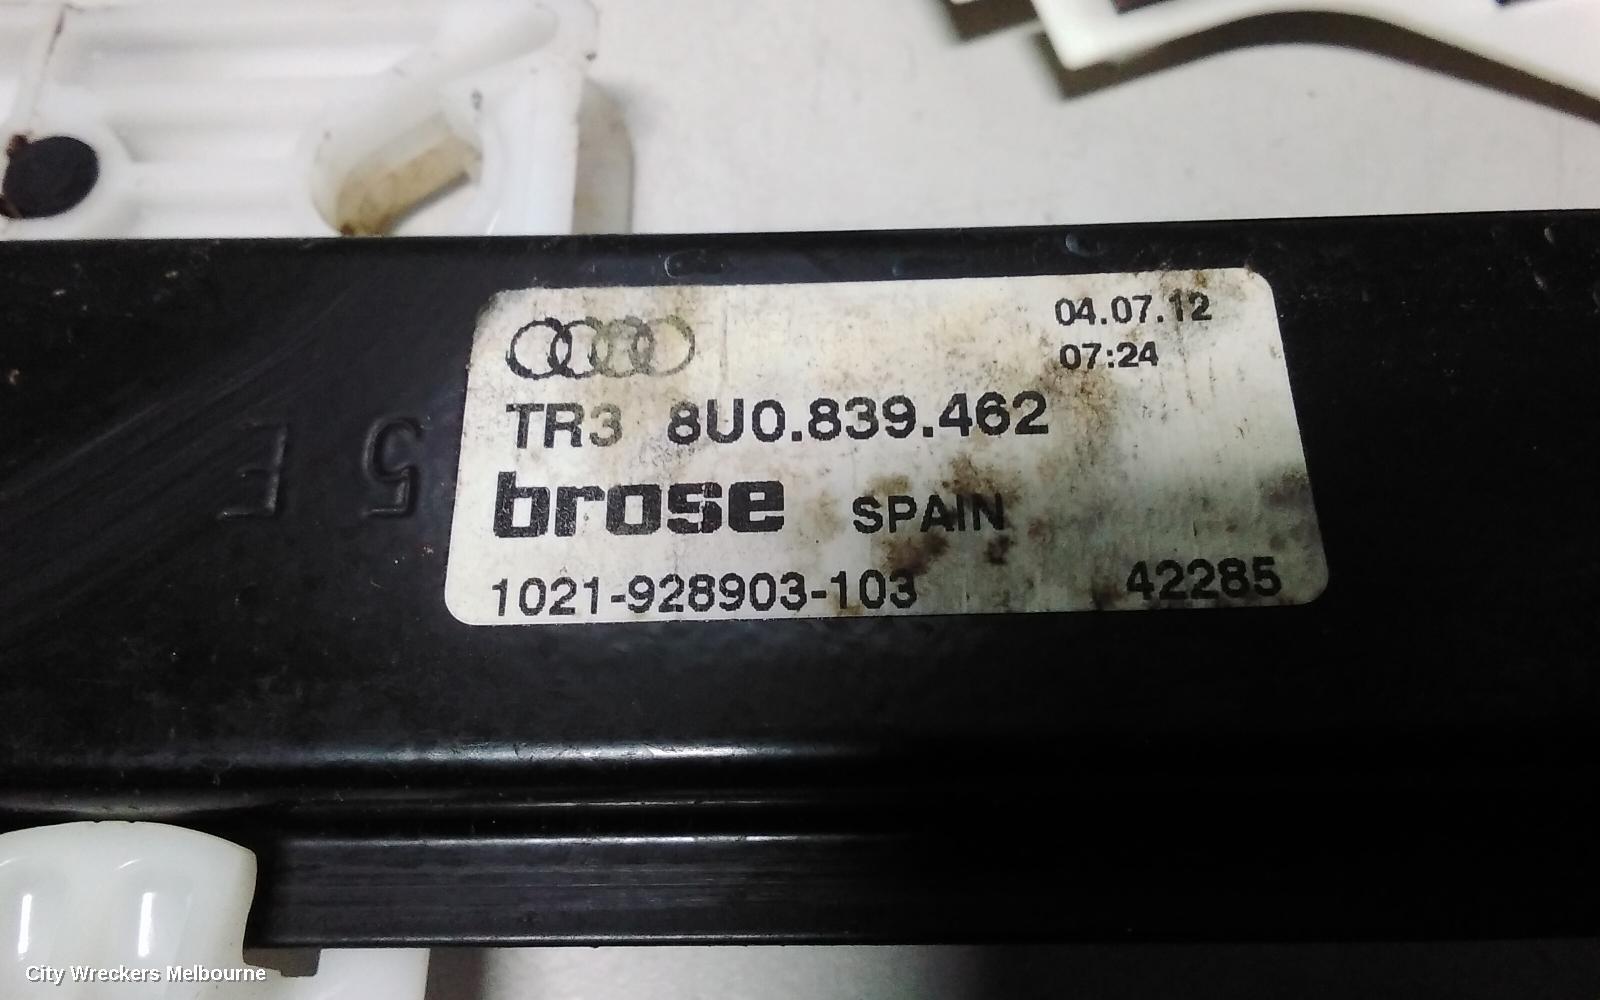 04.07.12
07:24
TR3 8U0.839.462
brose SPAIN
1021-928903-103 42285
5 E
City Wreckers Melbourne